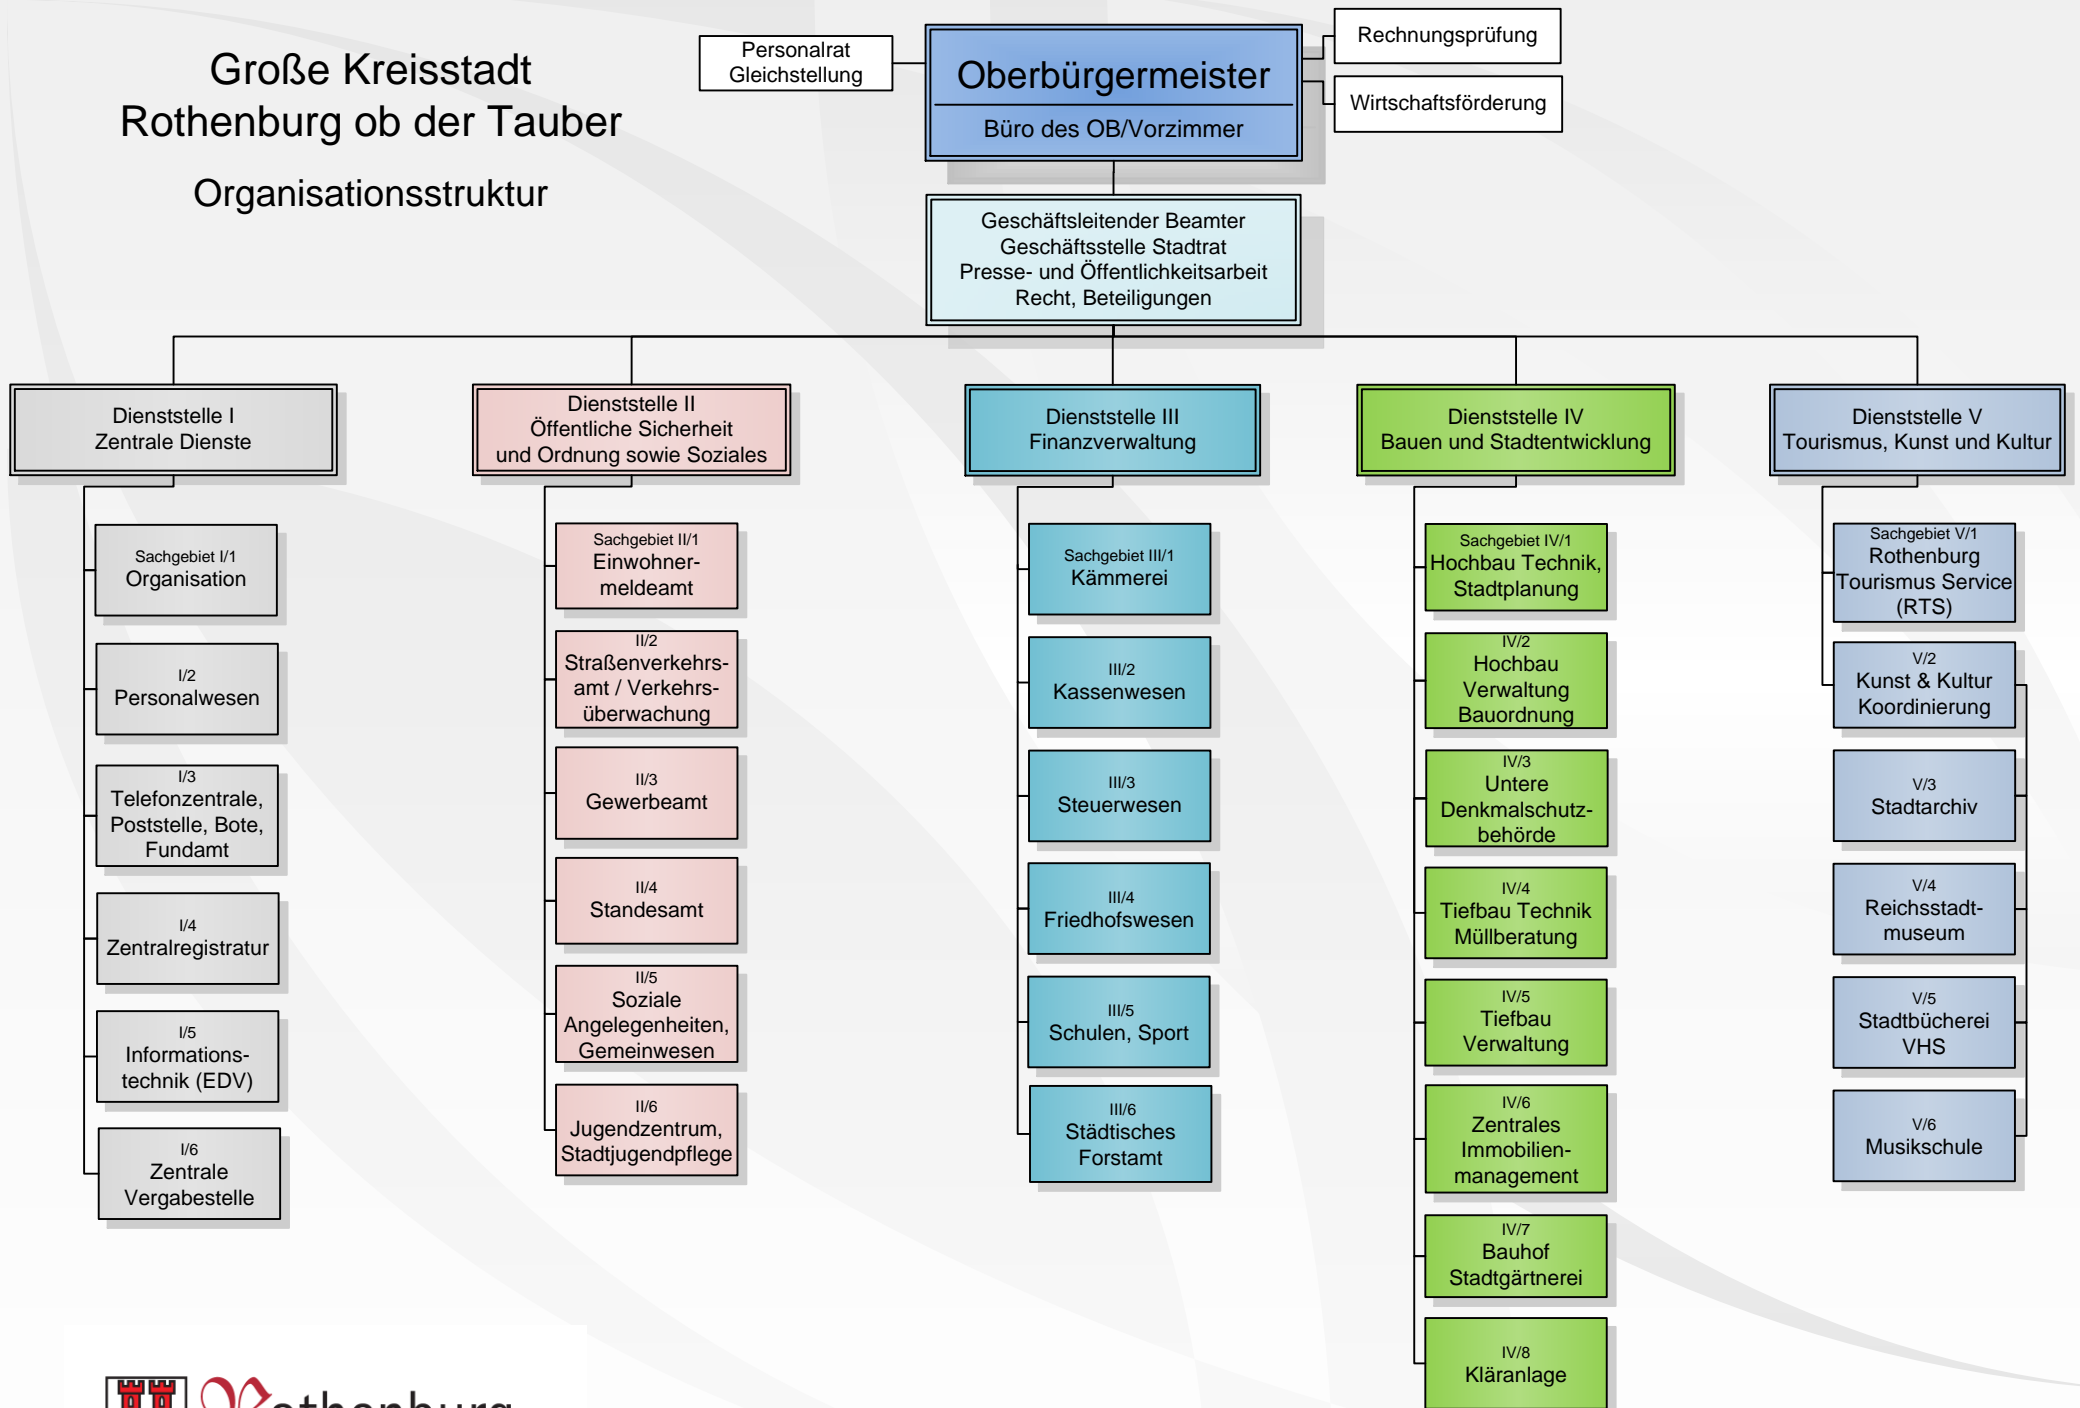 Große Kreisstadt
Rothenburg ob der Tauber
Organisationsstruktur
Personalrat
Gleichstellung
Oberbürgermeister
Büro des OB/Vorzimmer
Rechnungsprüfung
Wirtschaftsförderung
Geschäftsleitender Beamter
Geschäftsstelle Stadtrat
Presse- und Öffentlichkeitsarbeit
Recht, Beteiligungen
Dienststelle I
Zentrale Dienste
Sachgebiet I/1
Organisation
I/2
Personalwesen
I/3
Telefonzentrale,
Poststelle, Bote,
Fundamt
I/4
Zentralregistratur
I/5
Informations-
technik (EDV)
I/6
Zentrale
Vergabestelle
Dienststelle II
Öffentliche Sicherheit
und Ordnung sowie Soziales
Sachgebiet II/1
Einwohner-
meldeamt
II/2
Straßenverkehrs-
amt / Verkehrs-
überwachung
II/3
Gewerbeamt
II/4
Standesamt
II/5
Soziale
Angelegenheiten,
Gemeinwesen
II/6
Jugendzentrum,
Stadtjugendpflege
Dienststelle III
Finanzverwaltung
Sachgebiet III/1
Kämmerei
III/2
Kassenwesen
III/3
Steuerwesen
III/4
Friedhofswesen
III/5
Schulen, Sport
III/6
Städtisches
Forstamt
Dienststelle IV
Bauen und Stadtentwicklung
Sachgebiet IV/1
Hochbau Technik,
Stadtplanung
IV/2
Hochbau
Verwaltung
Bauordnung
IV/3
Untere
Denkmalschutz-
behörde
IV/4
Tiefbau Technik
Müllberatung
IV/5
Tiefbau
Verwaltung
IV/6
Zentrales
Immobilien-
management
IV/7
Bauhof
Stadtgärtnerei
IV/8
Kläranlage
Dienststelle V
Tourismus, Kunst und Kultur
Sachgebiet V/1
Rothenburg
Tourismus Service
(RTS)
V/2
Kunst & Kultur
Koordinierung
V/3
Stadtarchiv
V/4
Reichsstadt-
museum
V/5
Stadtbücherei
VHS
V/6
Musikschule
Rothenburg